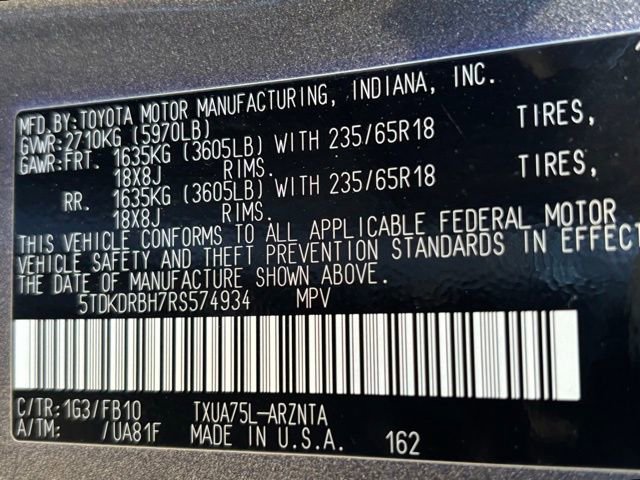 MFD.BY:TOYOTA MOTOR MANUFACTURING, INDIANA, INC.
GVWR:2710KG (5970LB)
GAWR:FRT. 1635KG (3605LB) WITH 235/65R18 TIRES,
18X8J RIMS.
RR. 1635KG (3605LB) WITH 235/65R18 TIRES,
18X8J RIMS.
THIS VEHICLE CONFORMS TO ALL APPLICABLE FEDERAL MOTOR
VEHICLE SAFETY AND THEFT PREVENTION STANDARDS IN EFFECT
THE DATE OF MANUFACTURE SHOWN ABOVE.
5TDKDRBH7RS574934 MPV
C/TR:1G3/FB10 TXUA75L-ARZNTA
A/TM: /UA81F MADE IN U.S.A. 162